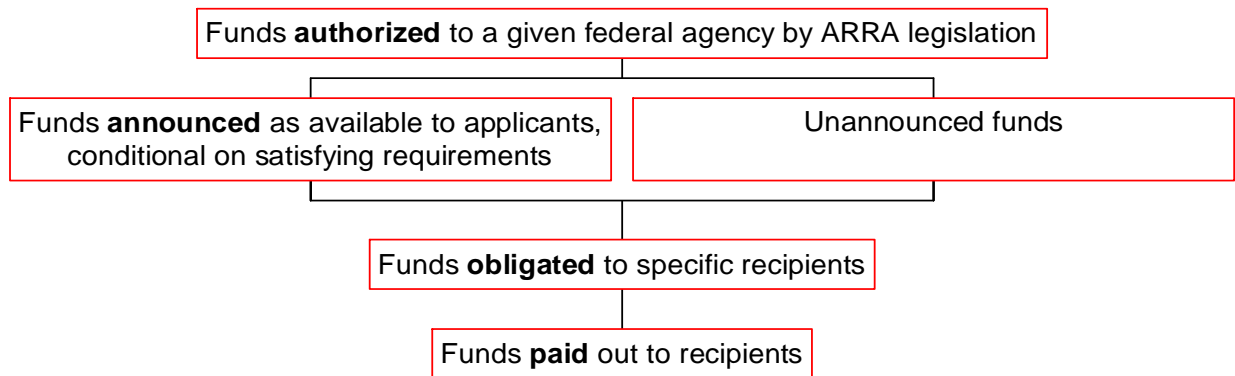 Funds authorized to a given federal agency by ARRA legislation
Funds announced as available to applicants,
conditional on satisfying requirements
Unannounced funds
Funds obligated to specific recipients
Funds paid out to recipients